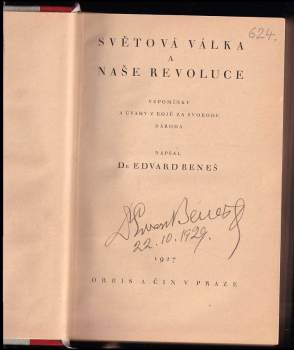 624.
SVĚTOVÁ VÁLKA
A
NAŠE REVOLUCE
VZPOMÍNKY
A ÚVAHY Z BOJŮ ZA SVOBODU
NÁRODA
NAPSAL
Dr EDVARD BENEŠ
Dr Edvard Beneš
22.10.1929.
1927
ORBIS A ČIN V PRAZE